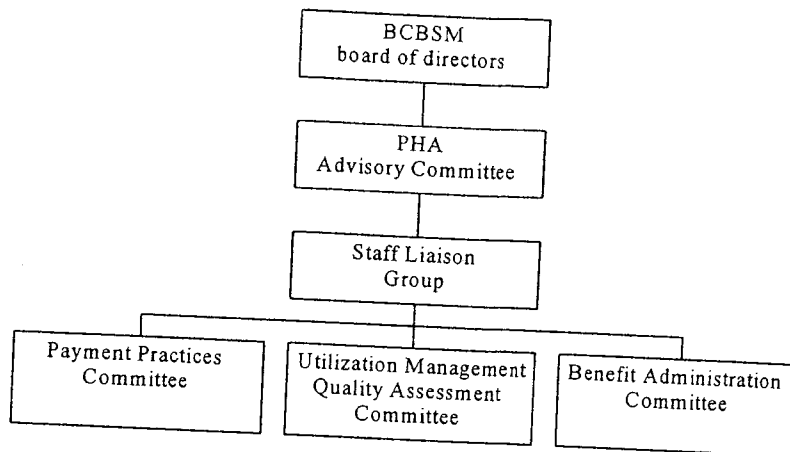 BCBSM
board of directors
PHA
Advisory Committee
Staff Liaison
Group
Payment Practices
Committee
Utilization Management
Quality Assessment
Committee
Benefit Administration
Committee